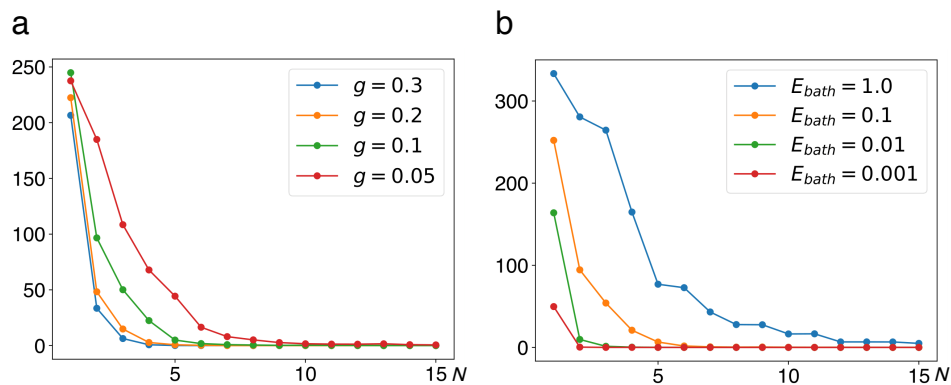 a
250
200
150
100
50
0
5
10
15 N
g = 0.3
g = 0.2
g = 0.1
g = 0.05
b
300
200
100
0
5
10
15 N
E_bath = 1.0
E_bath = 0.1
E_bath = 0.01
E_bath = 0.001